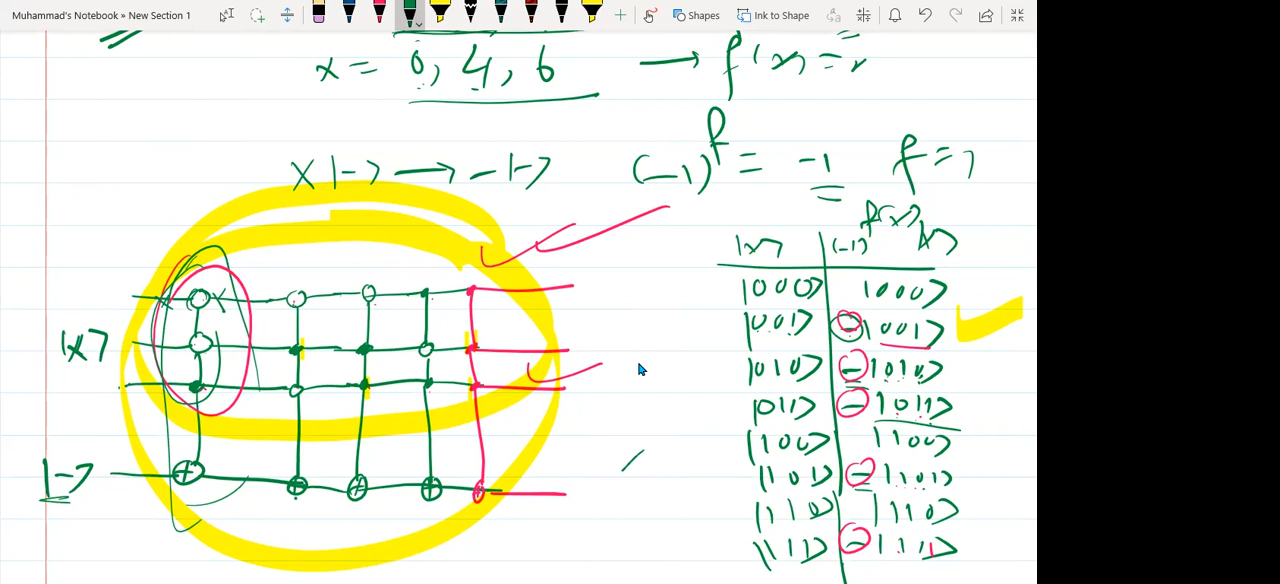 Muhammad's Notebook » New Section 1
Shapes
Ink to Shape
x = 0, 4, 6 → f(x) =
X|-> → -|->
(-1)^f = -1 f = 1
|x> (-1)^f(x) |x>
|000> |000>
|001> -|001>
|010> -|010>
|011> -|011>
|100> |100>
|101> -|101>
|110> |110>
|111> -|111>
|x>
|->